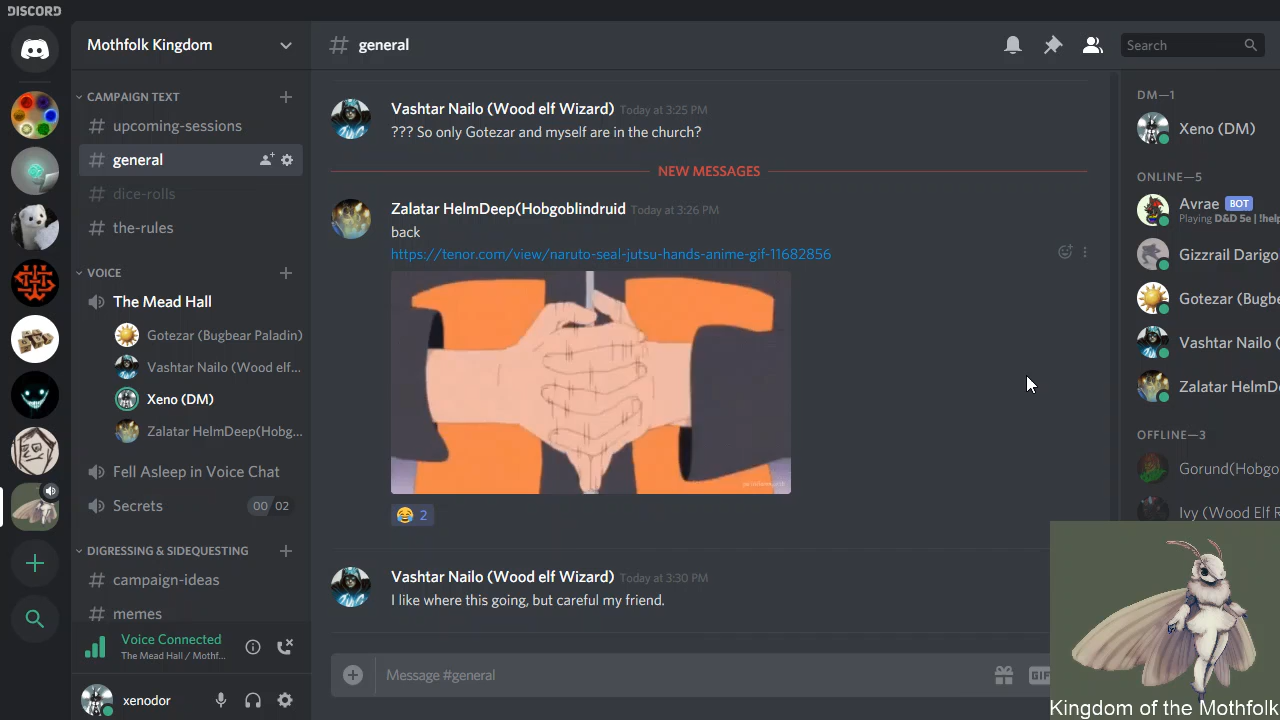 DISCORD
Mothfolk Kingdom
CAMPAIGN TEXT
# upcoming-sessions
# general
# dice-rolls
# the-rules
VOICE
The Mead Hall
Gotezar (Bugbear Paladin)
Vashtar Nailo (Wood elf...
Xeno (DM)
Zalatar HelmDeep(Hobg...
Fell Asleep in Voice Chat
Secrets 00 02
DIGRESSING & SIDEQUESTING
# campaign-ideas
# memes
Voice Connected
The Mead Hall / Mothf...
xenodor
# general
Search
Vashtar Nailo (Wood elf Wizard) Today at 3:25 PM
??? So only Gotezar and myself are in the church?
NEW MESSAGES
Zalatar HelmDeep(Hobgoblindruid Today at 3:26 PM
back
https://tenor.com/view/naruto-seal-jutsu-hands-anime-gif-11682856
😂 2
Vashtar Nailo (Wood elf Wizard) Today at 3:30 PM
I like where this going, but careful my friend.
Message #general
GIF
DM—1
Xeno (DM)
ONLINE—5
Avrae BOT
Playing D&D 5e | !help
Gizzrail Darigo
Gotezar (Bugbe
Vashtar Nailo (
Zalatar HelmD
OFFLINE—3
Gorund(Hobgo
Ivy (Wood Elf R
Kingdom of the Mothfolk